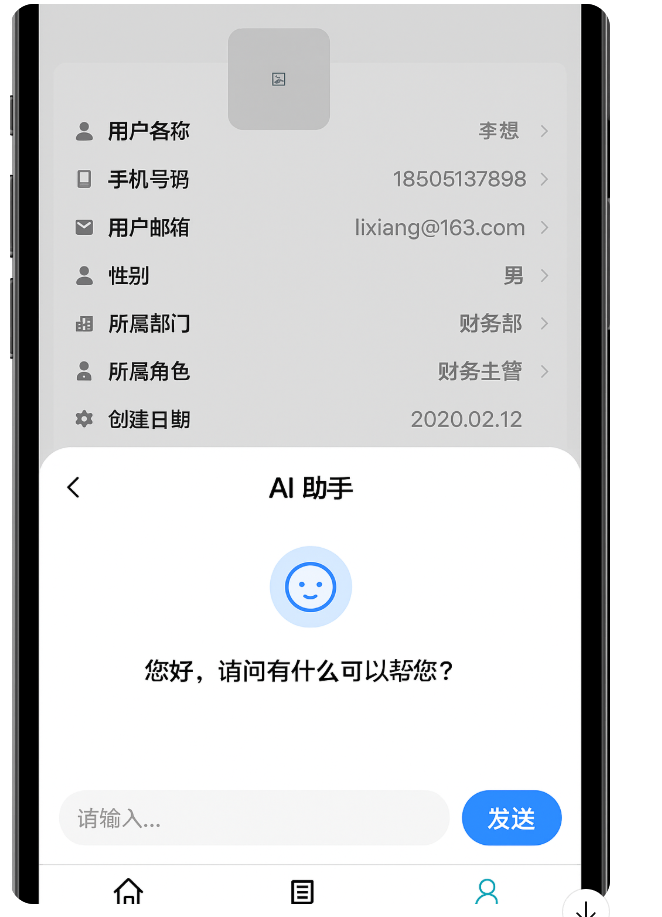 用户名称
李想
手机号码
18505137898
用户邮箱
lixiang@163.com
性别
男
所属部门
财务部
所属角色
财务主管
创建日期
2020.02.12
AI 助手
您好，请问有什么可以帮您？
请输入...
发送